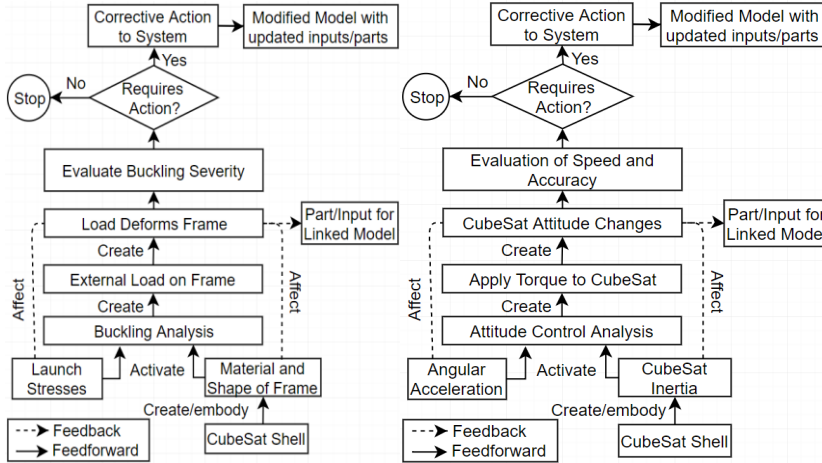 Corrective Action
to System
Modified Model with
updated inputs/parts
Yes
No
Requires
Action?
Stop
Evaluate Buckling Severity
Load Deforms Frame
Part/Input for
Linked Model
Create
External Load on Frame
Affect
Affect
Create
Buckling Analysis
Launch
Stresses
Activate
Material and
Shape of Frame
Create/embody
Feedback
Feedforward
CubeSat Shell
Corrective Action
to System
Modified Model with
updated inputs/parts
Yes
No
Requires
Action?
Stop
Evaluation of Speed and
Accuracy
CubeSat Attitude Changes
Part/Input for
Linked Model
Create
Apply Torque to CubeSat
Affect
Affect
Create
Attitude Control Analysis
Angular
Acceleration
Activate
CubeSat
Inertia
Create/embody
Feedback
Feedforward
CubeSat Shell